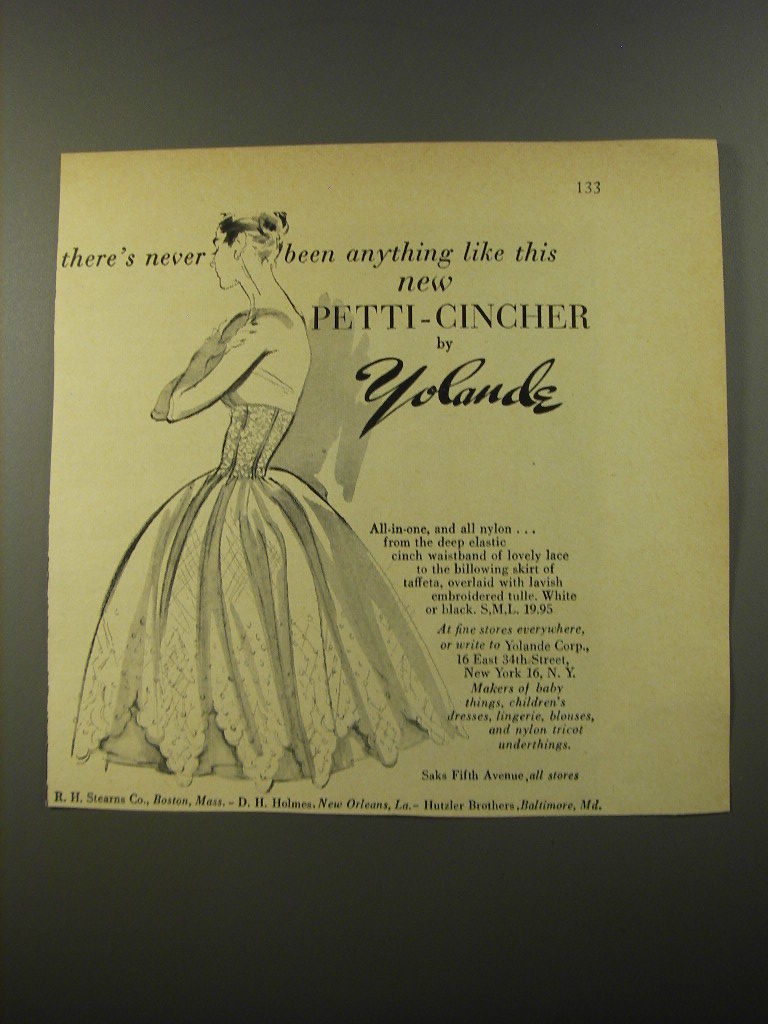 133
there's never been anything like this
new
PETTI-CINCHER
by
Yolande
All-in-one, and all nylon . . .
from the deep elastic
cinch waistband of lovely lace
to the billowing skirt of
taffeta, overlaid with lavish
embroidered tulle. White
or black. S,M,L. 19.95
At fine stores everywhere,
or write to Yolande Corp.,
16 East 34th Street,
New York 16, N. Y.
Makers of baby
things, children's
dresses, lingerie, blouses,
and nylon tricot
underthings.
Saks Fifth Avenue, all stores
R. H. Stearns Co., Boston, Mass. – D. H. Holmes, New Orleans, La. – Hutzler Brothers, Baltimore, Md.